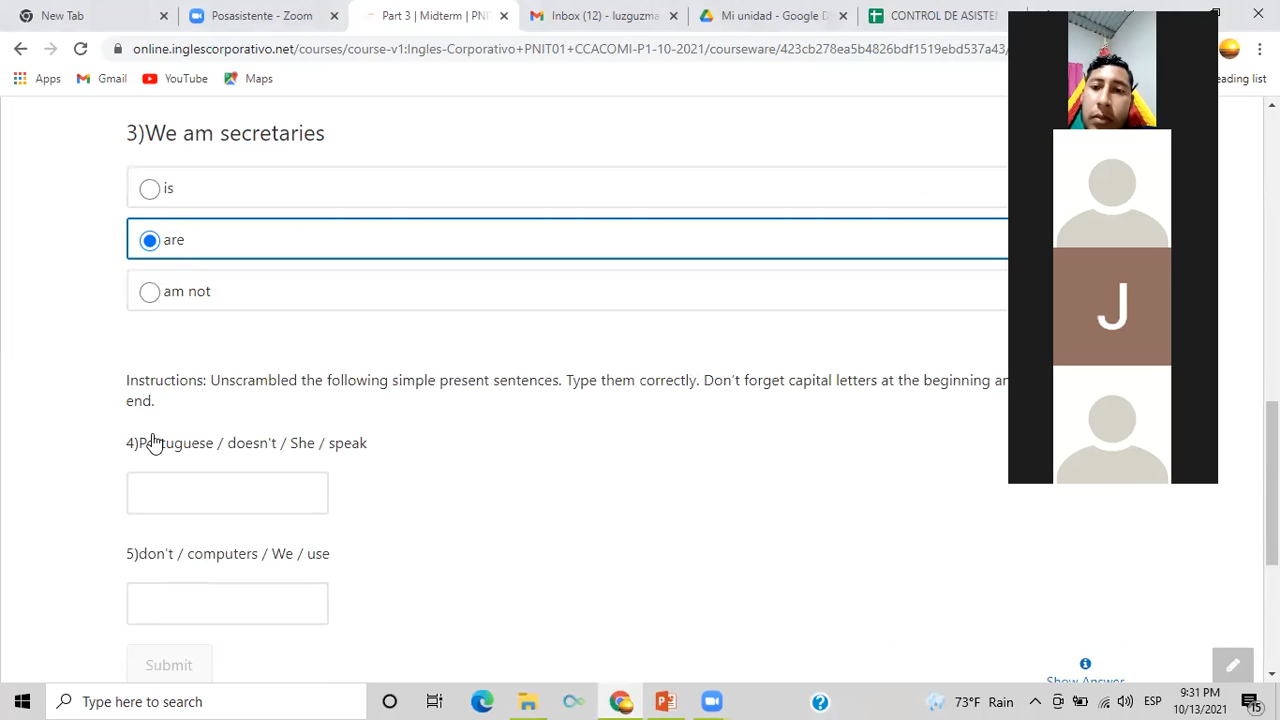 New Tab
Posasistente - Zoom
Part 3 | Midterm | PNIT
Inbox (12) - luzguzma
Mi unidad - Google D
CONTROL DE ASISTE
online.inglescorporativo.net/courses/course-v1:Ingles-Corporativo+PNIT01+CCACOMI-P1-10-2021/courseware/423cb278ea5b4826bdf1519ebd537a43/
Apps
Gmail
YouTube
Maps
eading list
3)We am secretaries
is
are
am not
Instructions: Unscrambled the following simple present sentences. Type them correctly. Don't forget capital letters at the beginning an
end.
4)Portuguese / doesn't / She / speak
5)don't / computers / We / use
Submit
Show Answer
J
Type here to search
73°F Rain
ESP
9:31 PM
10/13/2021
15